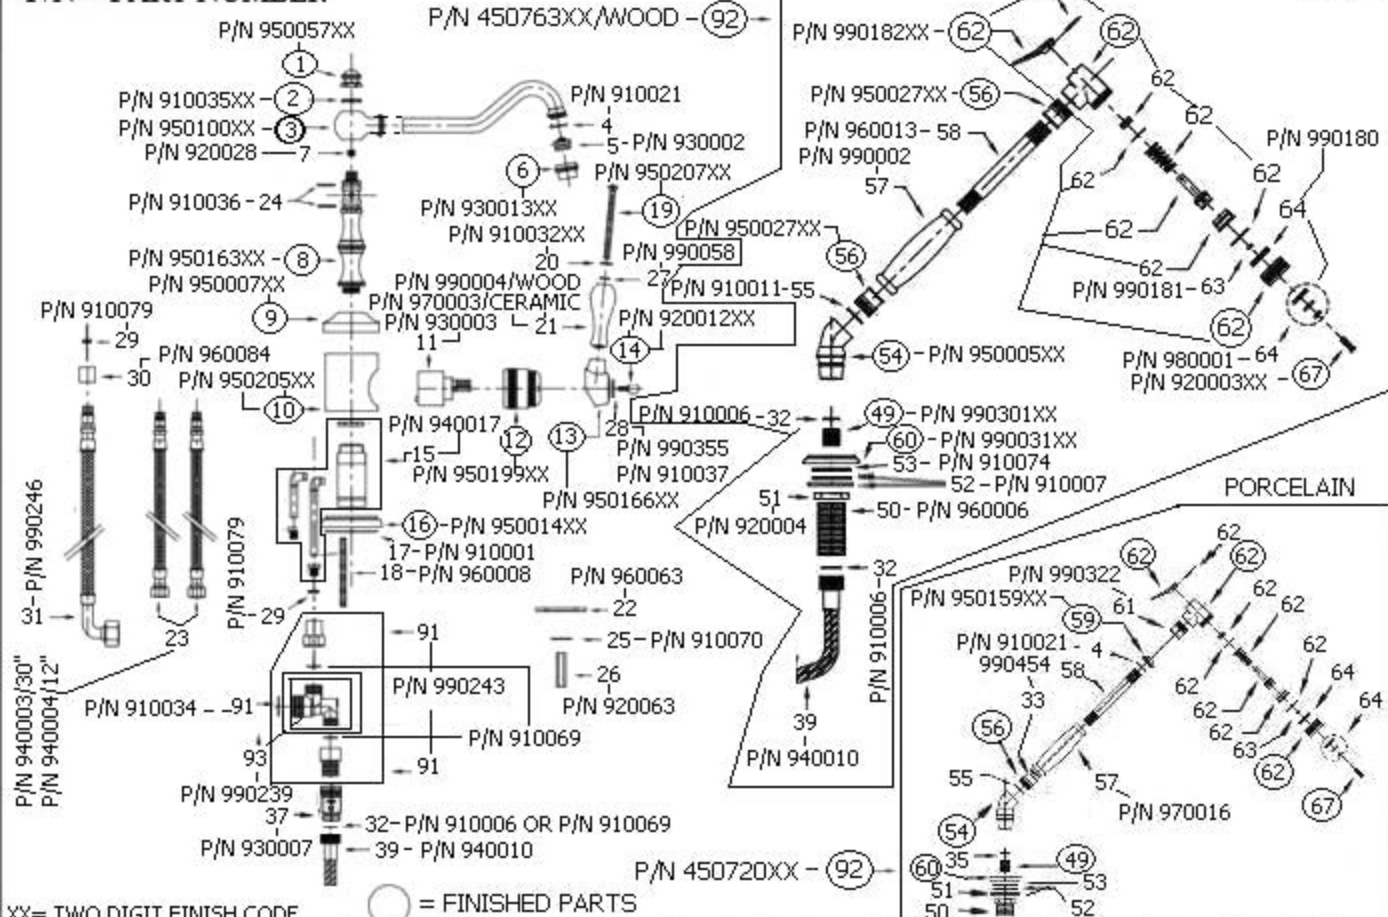 P/N 450763XX/WOOD - 92
P/N 950057XX
1
P/N 910035XX - 2
P/N 950100XX - 3
P/N 920028 - 7
P/N 910036 - 24
P/N 950163XX - 8
P/N 950007XX
9
P/N 910021
4
5 - P/N 930002
6
P/N 930013XX
P/N 950207XX
19
P/N 910032XX
20
P/N 990058
27
P/N 990004/WOOD
P/N 970003/CERAMIC
21
P/N 930003
11
P/N 920012XX
14
P/N 910079
29
30
P/N 960084
P/N 950205XX
10
P/N 940017
15
12
P/N 950199XX
13
P/N 950166XX
28
P/N 990355
P/N 910037
16 - P/N 950014XX
17 - P/N 910001
18 - P/N 960008
31 - P/N 990246
23
P/N 940003/30"
P/N 940004/12"
P/N 910079
29
P/N 960063
22
25 - P/N 910070
26
P/N 920063
91
P/N 990243
P/N 910034 - - 91
P/N 910069
93
91
P/N 990239
37
P/N 930007
32 - P/N 910006 OR P/N 910069
39 - P/N 940010
P/N 990182XX - 62
62
P/N 950027XX - 56
P/N 960013 - 58
P/N 990002
57
62
62
62
62
62
62
P/N 990180
64
P/N 990181 - 63
62
P/N 980001 - 64
P/N 920003XX - 67
P/N 950027XX
56
P/N 910011 - 55
54 - P/N 950005XX
P/N 910006 - 32
49 - P/N 990301XX
60 - P/N 990031XX
53 - P/N 910074
52 - P/N 910007
51
P/N 920004
50 - P/N 960006
32
P/N 910006
39
P/N 940010
PORCELAIN
62
62
62
P/N 990322
61
P/N 950159XX
59
P/N 910021 - 4
990454
58
33
56
55
54
57
P/N 970016
62
62
62
62
62
62
64
64
63
62
67
35
49
60
53
51
52
50
P/N 450720XX - 92
= FINISHED PARTS
XX= TWO DIGIT FINISH CODE